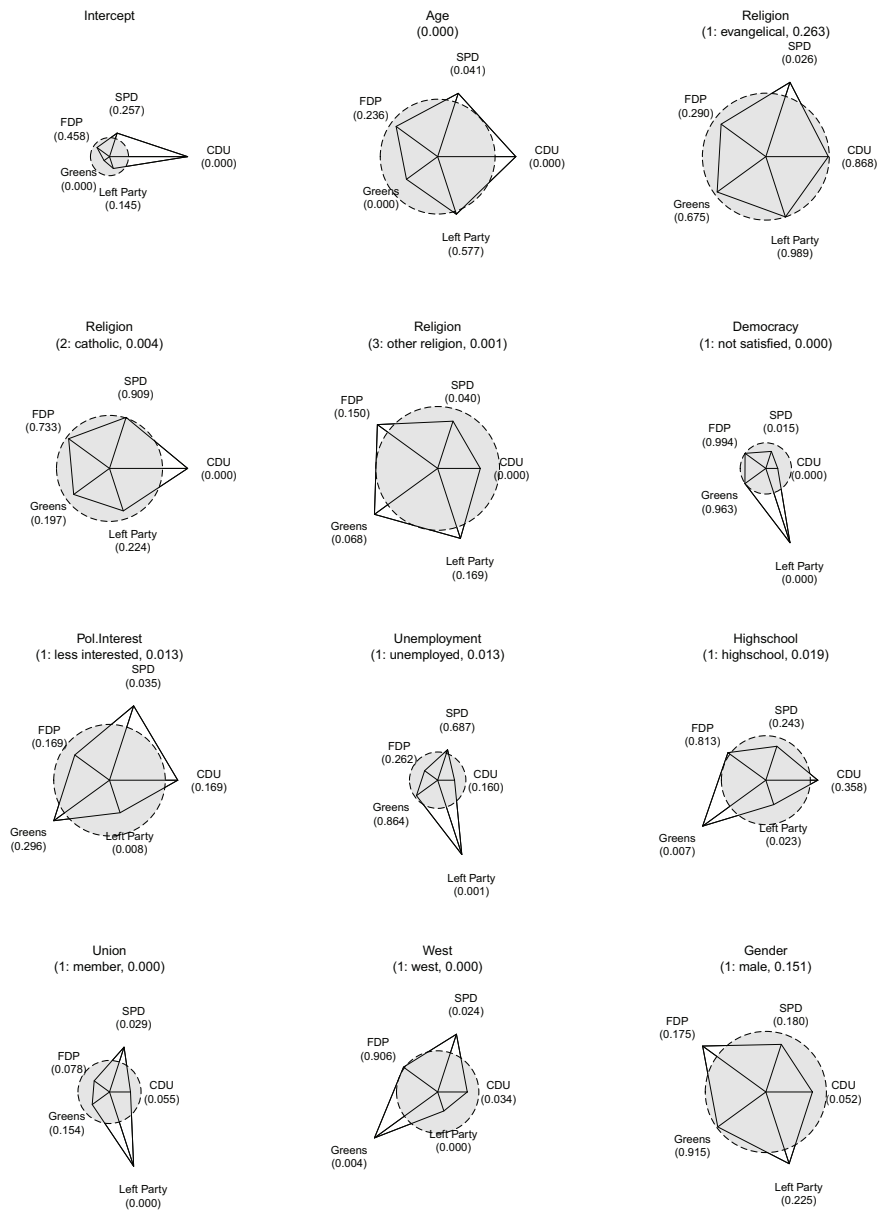 Intercept
SPD
(0.257)
FDP
(0.458)
CDU
(0.000)
Greens
(0.000)
Left Party
(0.145)
Age
(0.000)
SPD
(0.041)
FDP
(0.236)
CDU
(0.000)
Greens
(0.000)
Left Party
(0.577)
Religion
(1: evangelical, 0.263)
SPD
(0.026)
FDP
(0.290)
CDU
(0.868)
Greens
(0.675)
Left Party
(0.989)
Religion
(2: catholic, 0.004)
SPD
(0.909)
FDP
(0.733)
CDU
(0.000)
Greens
(0.197)
Left Party
(0.224)
Religion
(3: other religion, 0.001)
SPD
(0.040)
FDP
(0.150)
CDU
(0.000)
Greens
(0.068)
Left Party
(0.169)
Democracy
(1: not satisfied, 0.000)
SPD
(0.015)
FDP
(0.994)
CDU
(0.000)
Greens
(0.963)
Left Party
(0.000)
Pol.Interest
(1: less interested, 0.013)
SPD
(0.035)
FDP
(0.169)
CDU
(0.169)
Greens
(0.296)
Left Party
(0.008)
Unemployment
(1: unemployed, 0.013)
SPD
(0.687)
FDP
(0.262)
CDU
(0.160)
Greens
(0.864)
Left Party
(0.001)
Highschool
(1: highschool, 0.019)
SPD
(0.243)
FDP
(0.813)
CDU
(0.358)
Greens
(0.007)
Left Party
(0.023)
Union
(1: member, 0.000)
SPD
(0.029)
FDP
(0.078)
CDU
(0.055)
Greens
(0.154)
Left Party
(0.000)
West
(1: west, 0.000)
SPD
(0.024)
FDP
(0.906)
CDU
(0.034)
Greens
(0.004)
Left Party
(0.000)
Gender
(1: male, 0.151)
SPD
(0.180)
FDP
(0.175)
CDU
(0.052)
Greens
(0.915)
Left Party
(0.225)